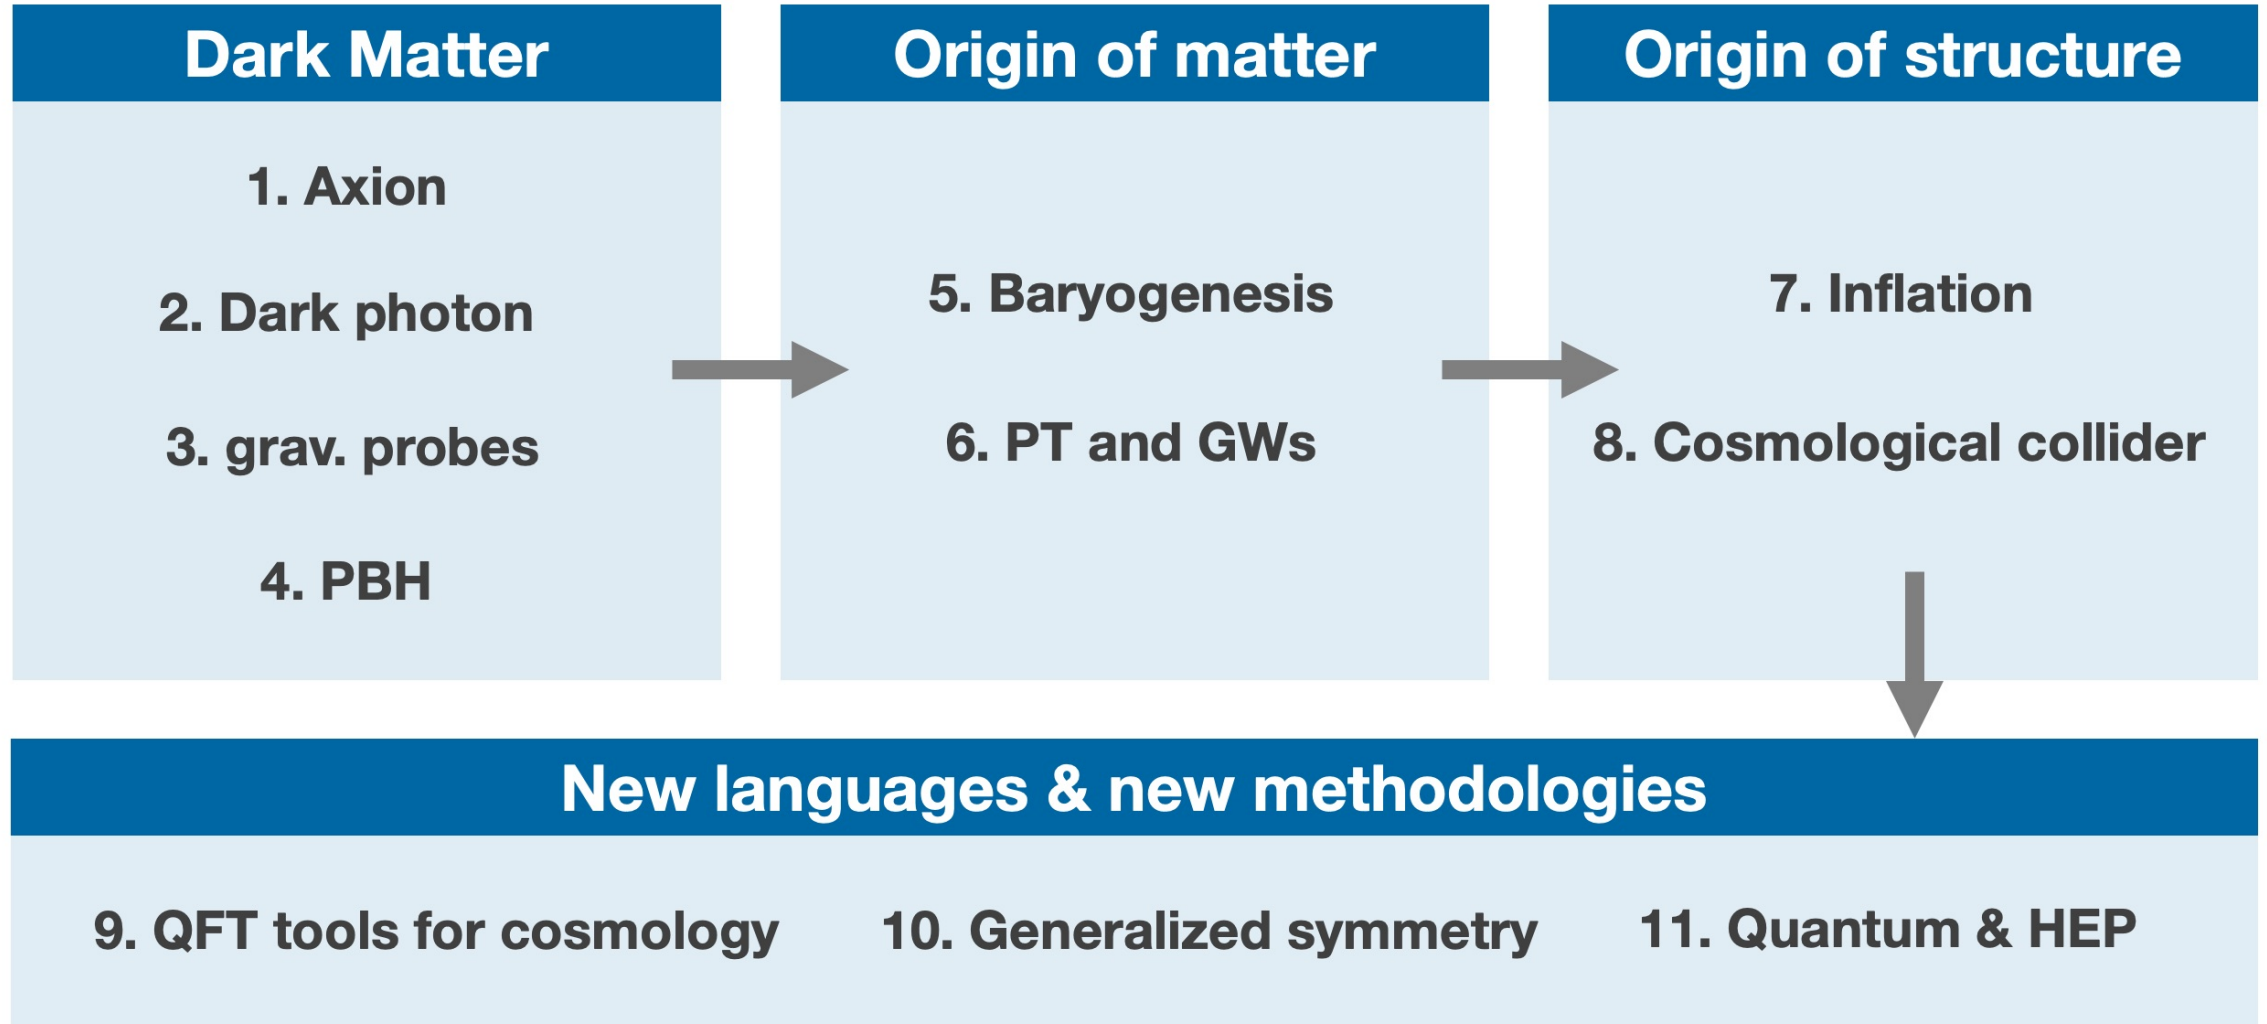 Dark Matter
1. Axion
2. Dark photon
3. grav. probes
4. PBH
Origin of matter
5. Baryogenesis
6. PT and GWs
Origin of structure
7. Inflation
8. Cosmological collider
New languages & new methodologies
9. QFT tools for cosmology
10. Generalized symmetry
11. Quantum & HEP